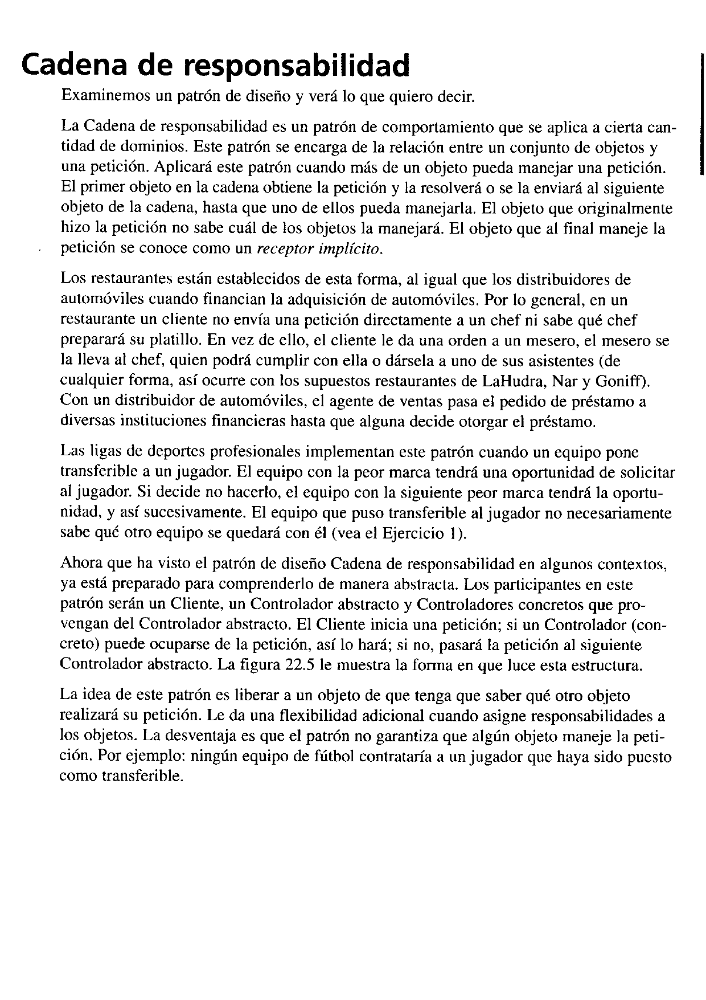 Cadena de responsabilidad
Examinemos un patrón de diseño y verá lo que quiero decir.
La Cadena de responsabilidad es un patrón de comportamiento que se aplica a cierta can-
tidad de dominios. Este patrón se encarga de la relación entre un conjunto de objetos y
una petición. Aplicará este patrón cuando más de un objeto pueda manejar una petición.
El primer objeto en la cadena obtiene la petición y la resolverá o se la enviará al siguiente
objeto de la cadena, hasta que uno de ellos pueda manejarla. El objeto que originalmente
hizo la petición no sabe cuál de los objetos la manejará. El objeto que al final maneje la
petición se conoce como un receptor implícito.
Los restaurantes están establecidos de esta forma, al igual que los distribuidores de
automóviles cuando financian la adquisición de automóviles. Por lo general, en un
restaurante un cliente no envía una petición directamente a un chef ni sabe qué chef
preparará su platillo. En vez de ello, el cliente le da una orden a un mesero, el mesero se
la lleva al chef, quien podrá cumplir con ella o dársela a uno de sus asistentes (de
cualquier forma, así ocurre con los supuestos restaurantes de LaHudra, Nar y Goniff).
Con un distribuidor de automóviles, el agente de ventas pasa el pedido de préstamo a
diversas instituciones financieras hasta que alguna decide otorgar el préstamo.
Las ligas de deportes profesionales implementan este patrón cuando un equipo pone
transferible a un jugador. El equipo con la peor marca tendrá una oportunidad de solicitar
al jugador. Si decide no hacerlo, el equipo con la siguiente peor marca tendrá la oportu-
nidad, y así sucesivamente. El equipo que puso transferible al jugador no necesariamente
sabe qué otro equipo se quedará con él (vea el Ejercicio 1).
Ahora que ha visto el patrón de diseño Cadena de responsabilidad en algunos contextos,
ya está preparado para comprenderlo de manera abstracta. Los participantes en este
patrón serán un Cliente, un Controlador abstracto y Controladores concretos que pro-
vengan del Controlador abstracto. El Cliente inicia una petición; si un Controlador (con-
creto) puede ocuparse de la petición, así lo hará; si no, pasará la petición al siguiente
Controlador abstracto. La figura 22.5 le muestra la forma en que luce esta estructura.
La idea de este patrón es liberar a un objeto de que tenga que saber qué otro objeto
realizará su petición. Le da una flexibilidad adicional cuando asigne responsabilidades a
los objetos. La desventaja es que el patrón no garantiza que algún objeto maneje la peti-
ción. Por ejemplo: ningún equipo de fútbol contrataría a un jugador que haya sido puesto
como transferible.